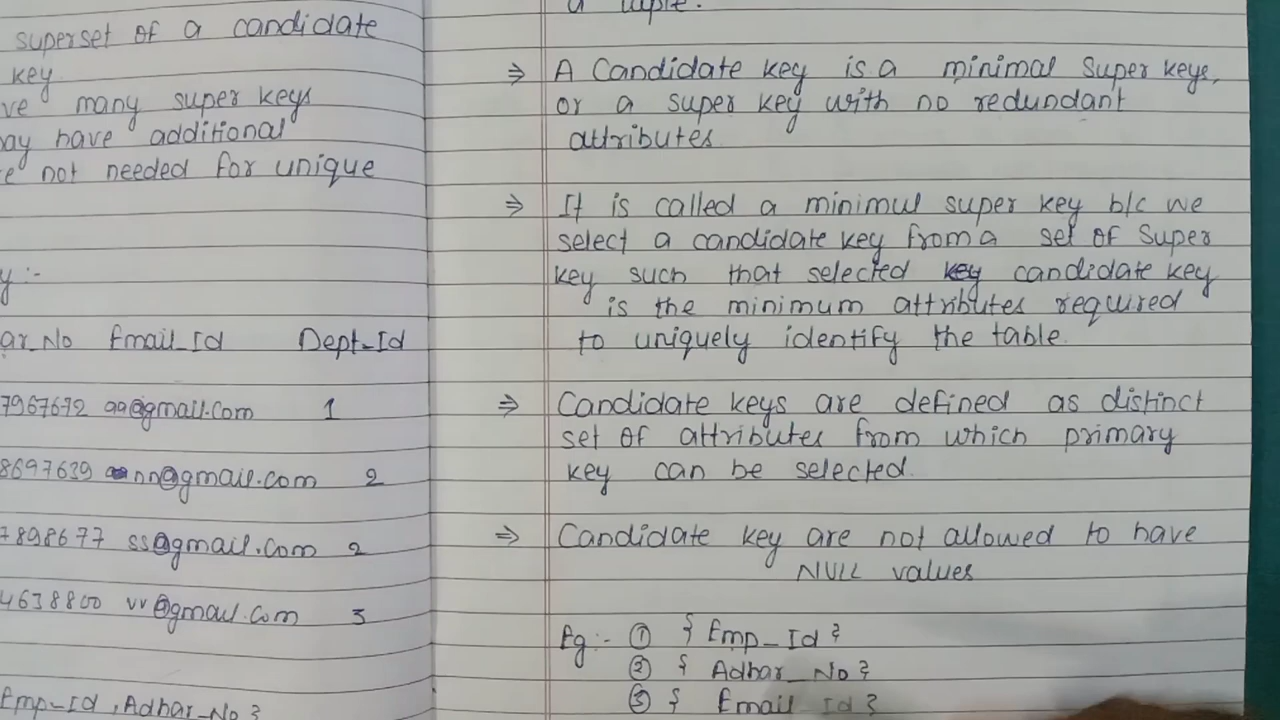 superset of a candidate
key
ve many super keys
ay have additional
e not needed for unique
y :-
ar_No Email_Id Dept_Id
7967672 aa@gmail.com 1
8697639 nn@gmail.com 2
7898677 ss@gmail.com 2
4638800 vv@gmail.com 3
Emp_Id , Adhar_No }
a tuple.
⇒ A Candidate key is a minimal super keye,
or a super key with no redundant
attributes.
⇒ It is called a minimul super key b/c we
select a candidate key from a set of super
key such that selected key candidate key
is the minimum attributes required
to uniquely identify the table.
⇒ Candidate keys are defined as distinct
set of attributes from which primary
key can be selected.
⇒ Candidate key are not allowed to have
NULL values
Eg :- ① { Emp_Id }
② { Adhar_No }
③ { Email_Id }